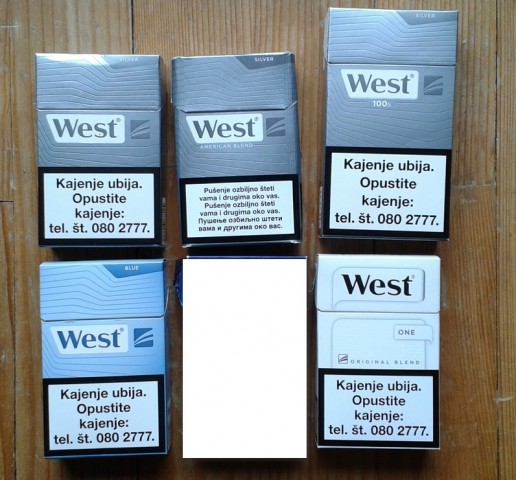 SILVER
West®
Kajenje ubija.
Opustite
kajenje:
tel. št. 080 2777.
SILVER
West®
AMERICAN BLEND
Pušenje ozbiljno šteti
vama i drugima oko vas.
Pušenje ozbiljno šteti
vama i drugima oko vas.
Пушење озбиљно штети
вама и другима око вас.
SILVER
West®
100s
Kajenje ubija.
Opustite
kajenje:
tel. št. 080 2777.
BLUE
West®
Kajenje ubija.
Opustite
kajenje:
tel. št. 080 2777.
West®
ONE
ORIGINAL BLEND
Kajenje ubija.
Opustite
kajenje:
tel. št. 080 2777.